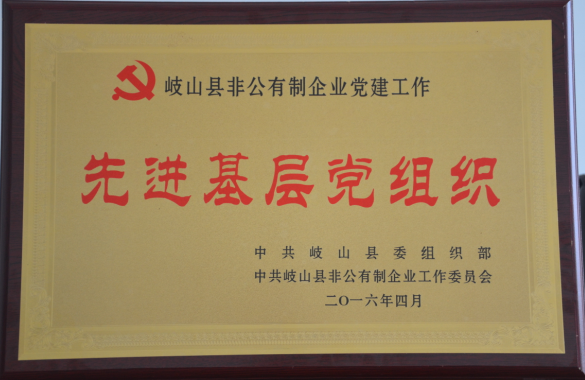 岐山县非公有制企业党建工作
先进基层党组织
中共岐山县委组织部
中共岐山县非公有制企业工作委员会
二〇一六年四月